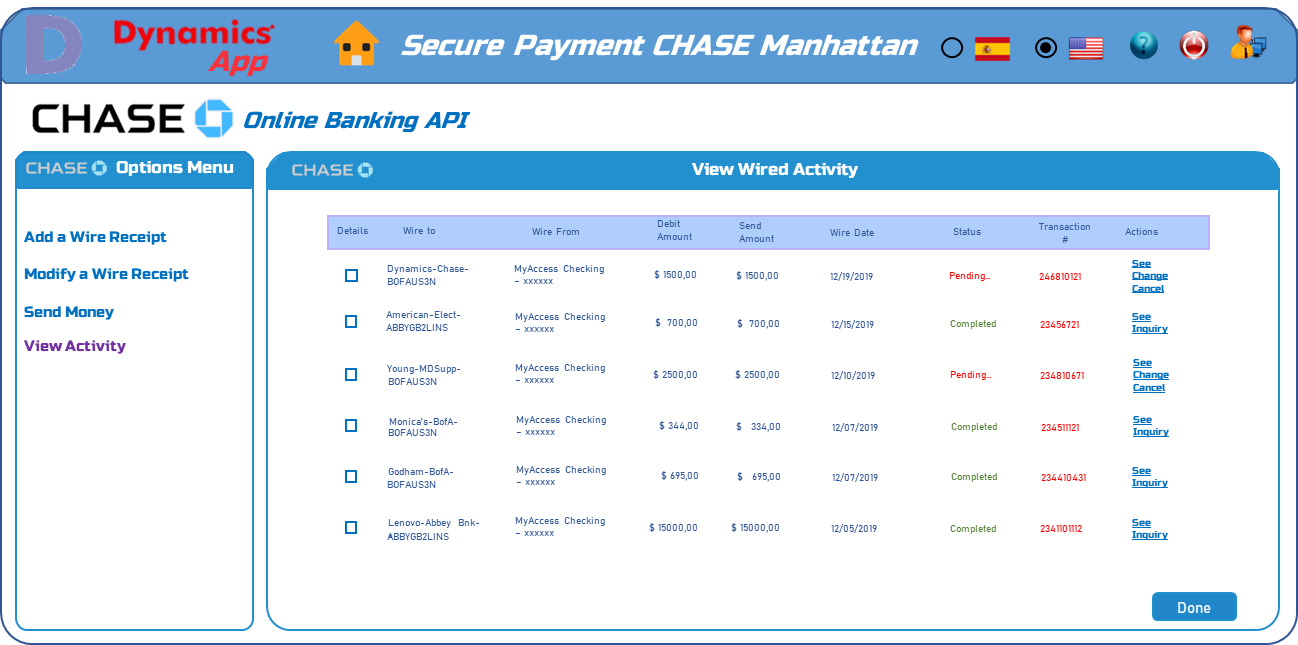 D Dynamics App Secure Payment CHASE Manhattan
CHASE Online Banking API
CHASE Options Menu
Add a Wire Receipt
Modify a Wire Receipt
Send Money
View Activity
CHASE View Wired Activity
Details Wire to Wire From Debit Amount Send Amount Wire Date Status Transaction # Actions
Dynamics-Chase-BOFAUS3N MyAccess Checking - xxxxxx $ 1500,00 $ 1500,00 12/19/2019 Pending.. 246810121 See Change Cancel
American-Elect-ABBYGB2LINS MyAccess Checking - xxxxxx $ 700,00 $ 700,00 12/15/2019 Completed 23456721 See Inquiry
Young-MDSupp-BOFAUS3N MyAccess Checking - xxxxxx $ 2500,00 $ 2500,00 12/10/2019 Pending.. 234810671 See Change Cancel
Monica's-BofA-BOFAUS3N MyAccess Checking - xxxxxx $ 344,00 $ 334,00 12/07/2019 Completed 234511121 See Inquiry
Godham-BofA-BOFAUS3N MyAccess Checking - xxxxxx $ 695,00 $ 695,00 12/07/2019 Completed 234410431 See Inquiry
Lenovo-Abbey Bnk-ABBYGB2LINS MyAccess Checking - xxxxxx $ 15000,00 $ 15000,00 12/05/2019 Completed 2341101112 See Inquiry
Done